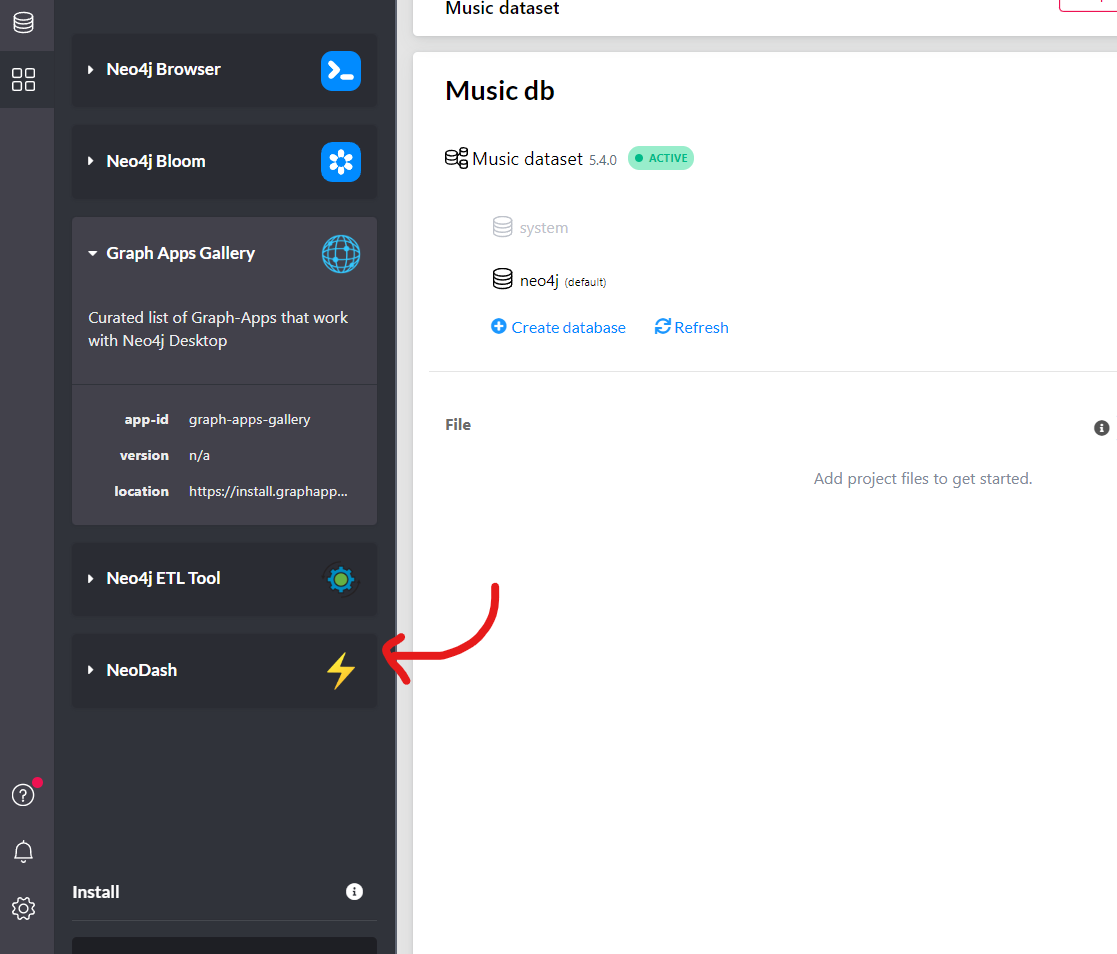 Neo4j Browser
Neo4j Bloom
Graph Apps Gallery
Curated list of Graph-Apps that work
with Neo4j Desktop
app-id graph-apps-gallery
version n/a
location https://install.graphapp...
Neo4j ETL Tool
NeoDash
Install
Music dataset
Music db
Music dataset 5.4.0 ACTIVE
system
neo4j (default)
Create database Refresh
File
Add project files to get started.